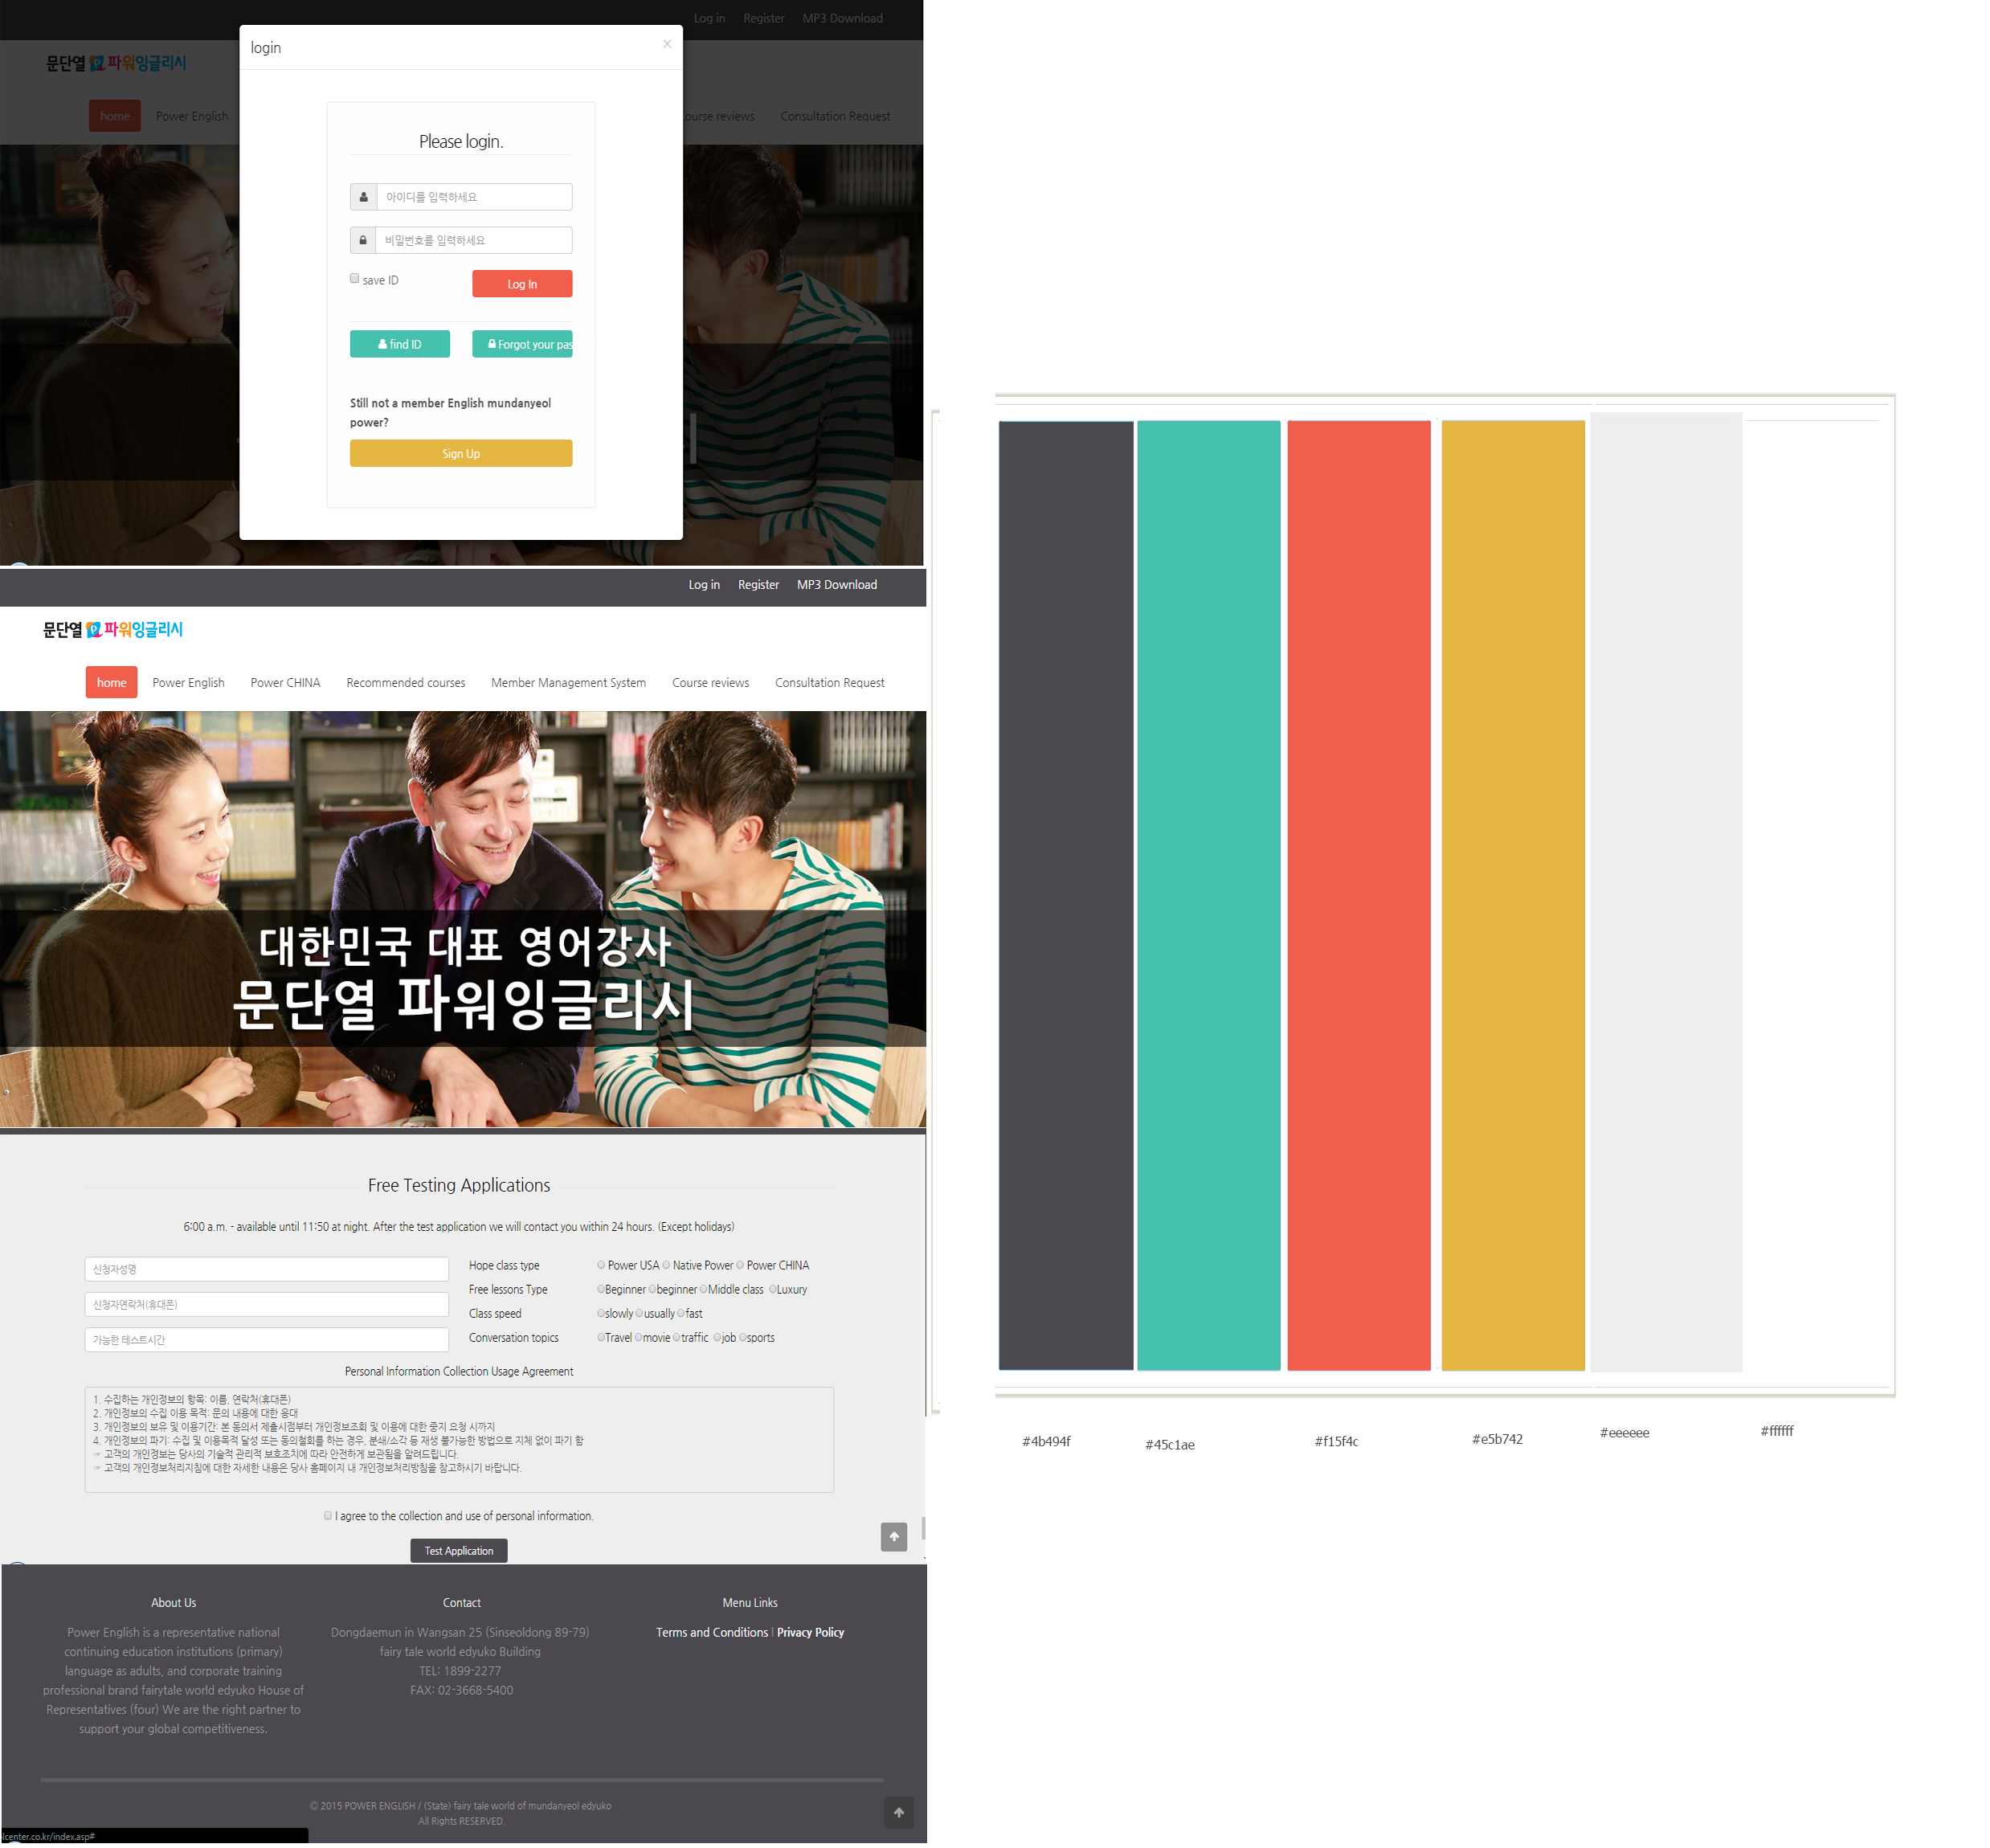 Log in Register MP3 Download
login x
문단열 파워잉글리시
home Power English ourse reviews Consultation Request
Please login.
아이디를 입력하세요
비밀번호를 입력하세요
save ID Log In
find ID Forgot your pas
Still not a member English mundanyeol
power?
Sign Up
Log in Register MP3 Download
문단열 파워잉글리시
home Power English Power CHINA Recommended courses Member Management System Course reviews Consultation Request
대한민국 대표 영어강사
문단열 파워잉글리시
Free Testing Applications
6:00 a.m. - available until 11:50 at night. After the test application we will contact you within 24 hours. (Except holidays)
신청자성명
신청자연락처(휴대폰)
가능한 테스트시간
Hope class type Power USA Native Power Power CHINA
Free lessons Type Beginner beginner Middle class Luxury
Class speed slowly usually fast
Conversation topics Travel movie traffic job sports
Personal Information Collection Usage Agreement
1. 수집하는 개인정보의 항목: 이름, 연락처(휴대폰)
2. 개인정보의 수집 이용 목적: 문의 내용에 대한 응대
3. 개인정보의 보유 및 이용기간: 본 동의서 제출시점부터 개인정보조회 및 이용에 대한 중지 요청 시까지
4. 개인정보의 파기: 수집 및 이용목적 달성 또는 동의철회를 하는 경우, 분쇄/소각 등 재생 불가능한 방법으로 지체 없이 파기 함
☞ 고객의 개인정보는 당사의 기술적 관리적 보호조치에 따라 안전하게 보관됨을 알려드립니다.
☞ 고객의 개인정보처리지침에 대한 자세한 내용은 당사 홈페이지 내 개인정보처리방침을 참고하시기 바랍니다.
I agree to the collection and use of personal information.
Test Application
About Us
Power English is a representative national
continuing education institutions (primary)
language as adults, and corporate training
professional brand fairytale world edyuko House of
Representatives (four) We are the right partner to
support your global competitiveness.
Contact
Dongdaemun in Wangsan 25 (Sinseoldong 89-79)
fairy tale world edyuko Building
TEL: 1899-2277
FAX: 02-3668-5400
Menu Links
Terms and Conditions | Privacy Policy
© 2015 POWER ENGLISH / (State) fairy tale world of mundanyeol edyuko
All Rights RESERVED.
lcenter.co.kr/index.asp#
#4b494f #45c1ae #f15f4c #e5b742 #eeeeee #ffffff